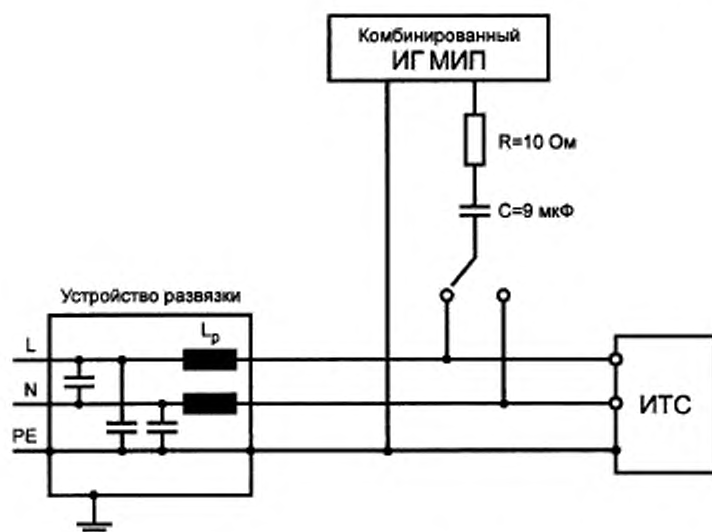 Комбинированный
ИГ МИП
R=10 Ом
C=9 мкФ
Устройство развязки
L
Lр
N
PE
ИТС